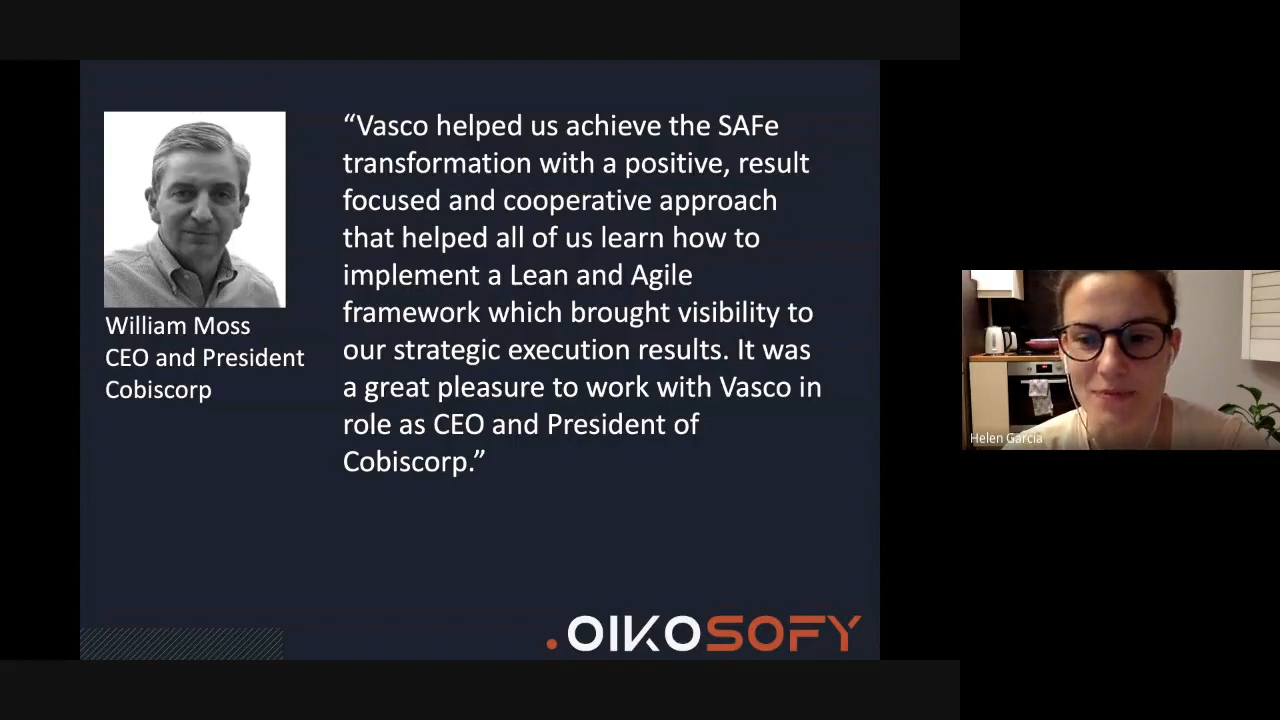 “Vasco helped us achieve the SAFe
transformation with a positive, result
focused and cooperative approach
that helped all of us learn how to
implement a Lean and Agile
framework which brought visibility to
our strategic execution results. It was
a great pleasure to work with Vasco in
role as CEO and President of
Cobiscorp.”
William Moss
CEO and President
Cobiscorp
.OIKOSOFY
Helen Garcia